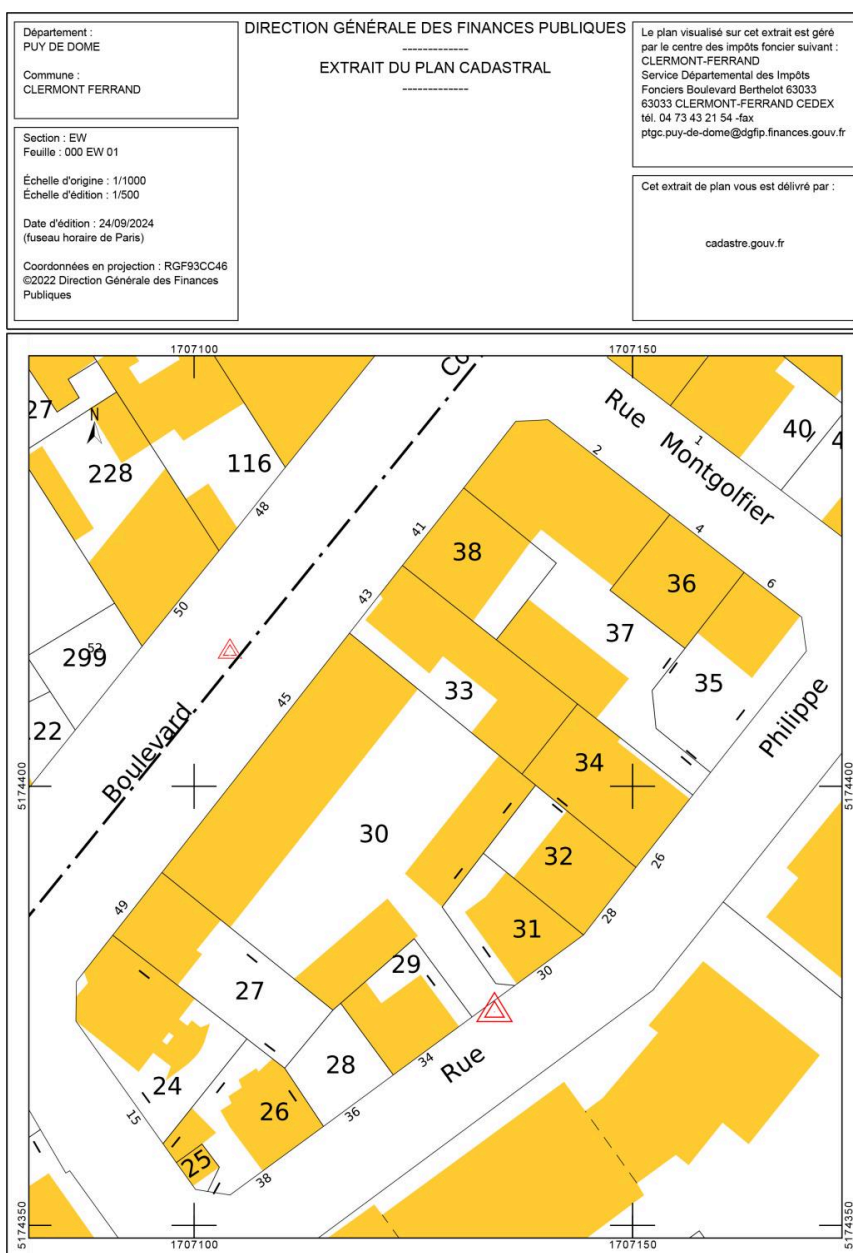 Département :
PUY DE DOME
Commune :
CLERMONT FERRAND
Section : EW
Feuille : 000 EW 01
Échelle d'origine : 1/1000
Échelle d'édition : 1/500
Date d'édition : 24/09/2024
(fuseau horaire de Paris)
Coordonnées en projection : RGF93CC46
©2022 Direction Générale des Finances
Publiques
DIRECTION GÉNÉRALE DES FINANCES PUBLIQUES
-------------
EXTRAIT DU PLAN CADASTRAL
-------------
Le plan visualisé sur cet extrait est géré
par le centre des impôts foncier suivant :
CLERMONT-FERRAND
Service Départemental des Impôts
Fonciers Boulevard Berthelot 63033
63033 CLERMONT-FERRAND CEDEX
tél. 04 73 43 21 54 -fax
ptgc.puy-de-dome@dgfip.finances.gouv.fr
Cet extrait de plan vous est délivré par :
cadastre.gouv.fr
1707100
1707150
Co
Rue Montgolfier
1
40
4
27
N
228
116
48
2
4
6
41
38
36
43
37
50
52
299
35
33
45
22
Boulevard
Philippe
5174400
5174400
34
30
32
26
28
31
49
30
29
27
28
34
Rue
24
36
26
15
25
38
5174350
5174350
1707100
1707150